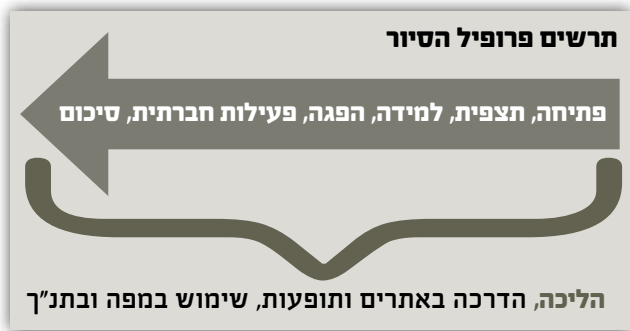 תרשים פרופיל הסיור
פתיחה, תצפית, למידה, הפגה, פעילות חברתית, סיכום
הליכה, הדרכה באתרים ותופעות, שימוש במפה ובתנ"ך